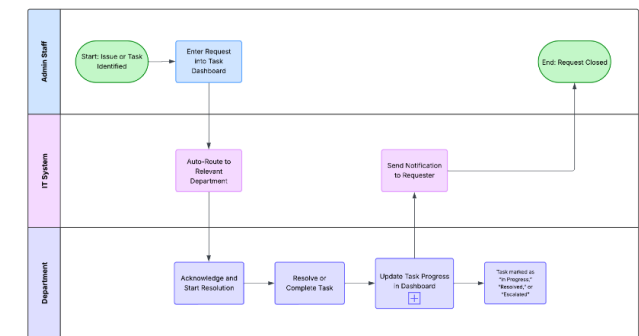 Admin Staff
Start: Issue or Task
Identified
Enter Request
into Task
Dashboard
End: Request Closed
IT System
Auto-Route to
Relevant
Department
Send Notification
to Requester
Department
Acknowledge and
Start Resolution
Resolve or
Complete Task
Update Task Progress
in Dashboard
Task marked as
"In Progress,"
"Resolved," or
"Escalated"